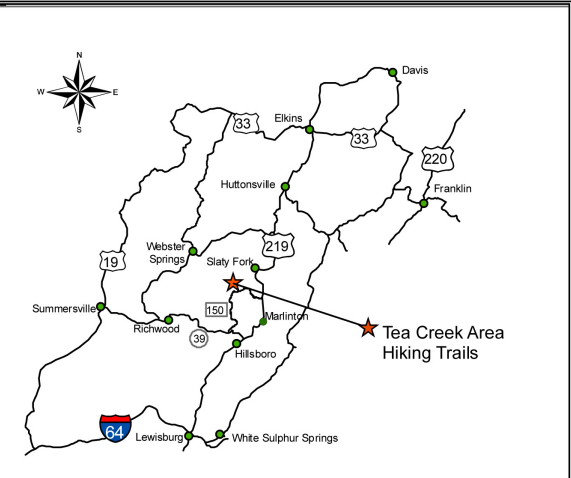 N
W
E
S
Davis
Elkins
33
33
220
Huttonsville
Franklin
219
Webster
Springs
Slaty Fork
19
150
Summersville
Marlinton
Richwood
39
Hillsboro
Tea Creek Area
Hiking Trails
64
Lewisburg
White Sulphur Springs